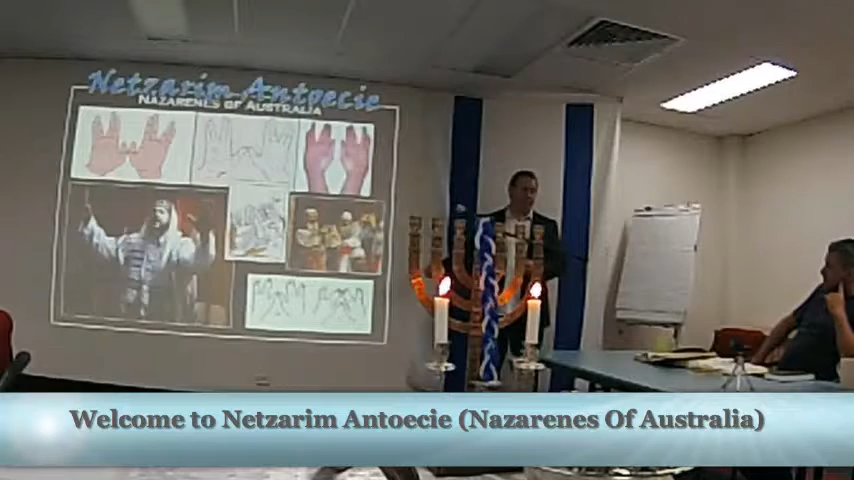 Netzarim Antoecie
Nazarenes of Australia
Welcome to Netzarim Antoecie (Nazarenes Of Australia)